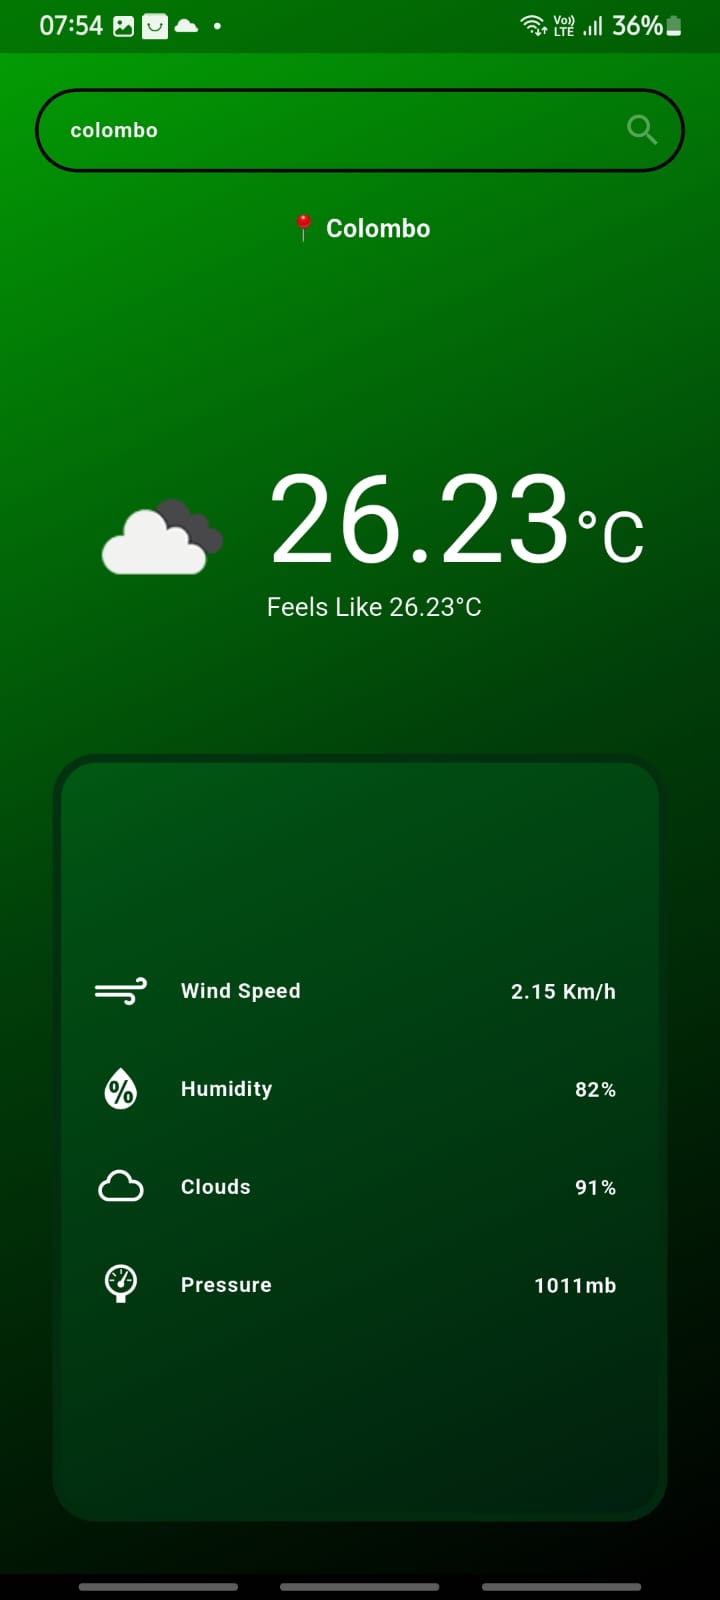 07:54 Vo)) LTE 36%
colombo
Colombo
26.23°C
Feels Like 26.23°C
Wind Speed 2.15 Km/h
% Humidity 82%
Clouds 91%
Pressure 1011mb